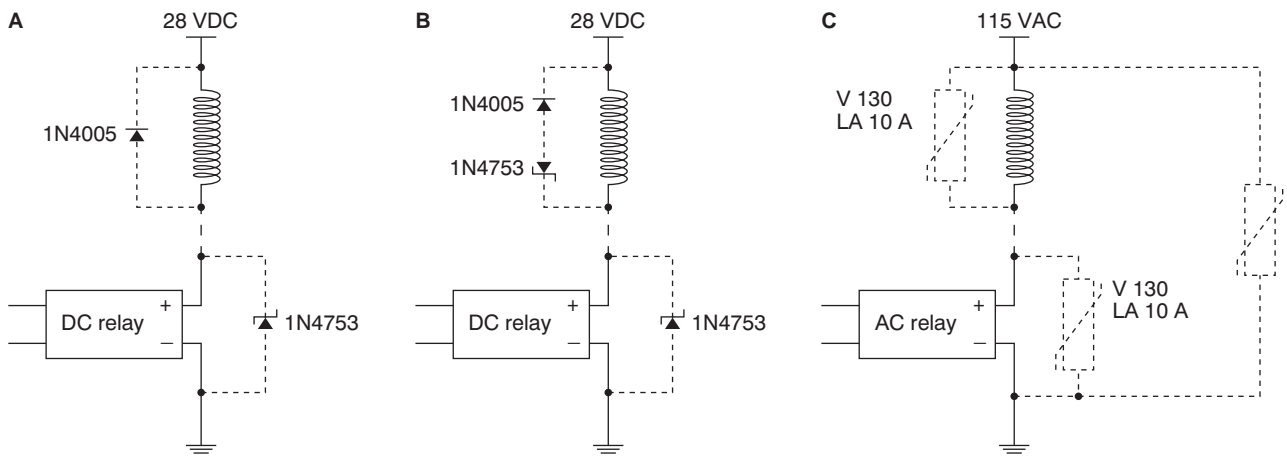 A
28 VDC
1N4005
DC relay
+
−
1N4753
B
28 VDC
1N4005
1N4753
DC relay
+
−
1N4753
C
115 VAC
V 130
LA 10 A
AC relay
+
−
V 130
LA 10 A